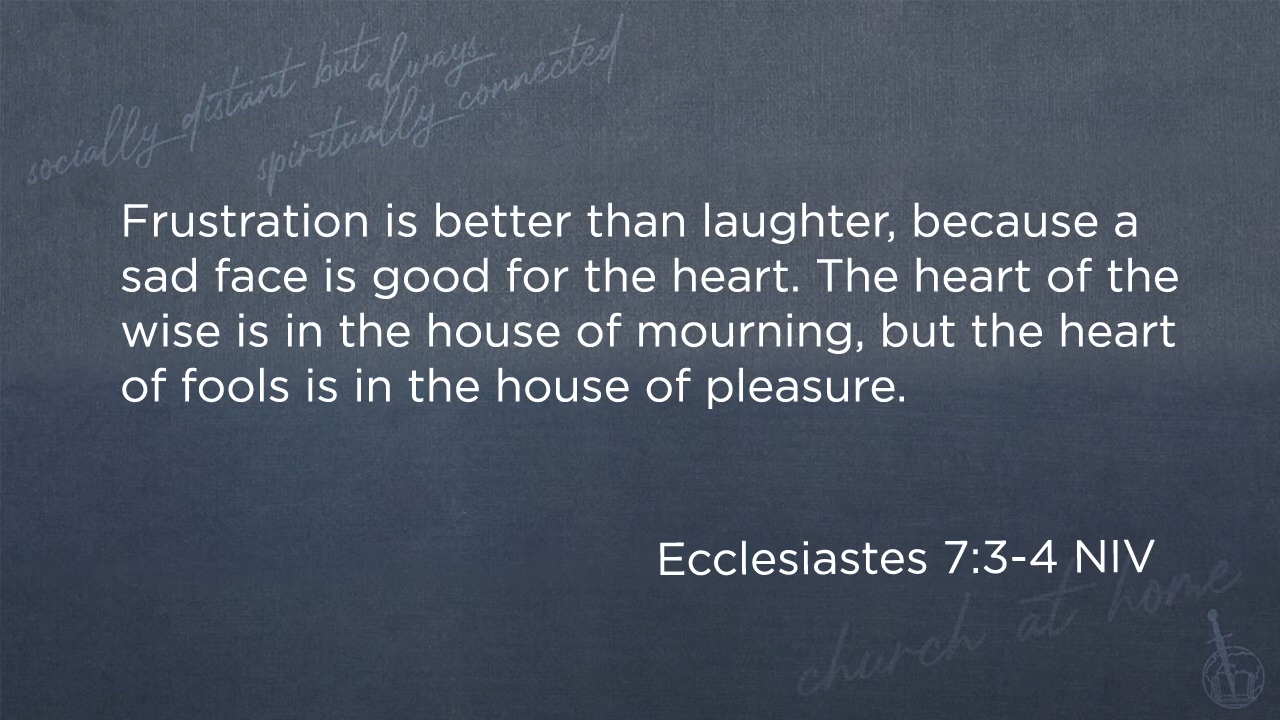 socially distant but always
spiritually connected
Frustration is better than laughter, because a
sad face is good for the heart. The heart of the
wise is in the house of mourning, but the heart
of fools is in the house of pleasure.
Ecclesiastes 7:3-4 NIV
church at home